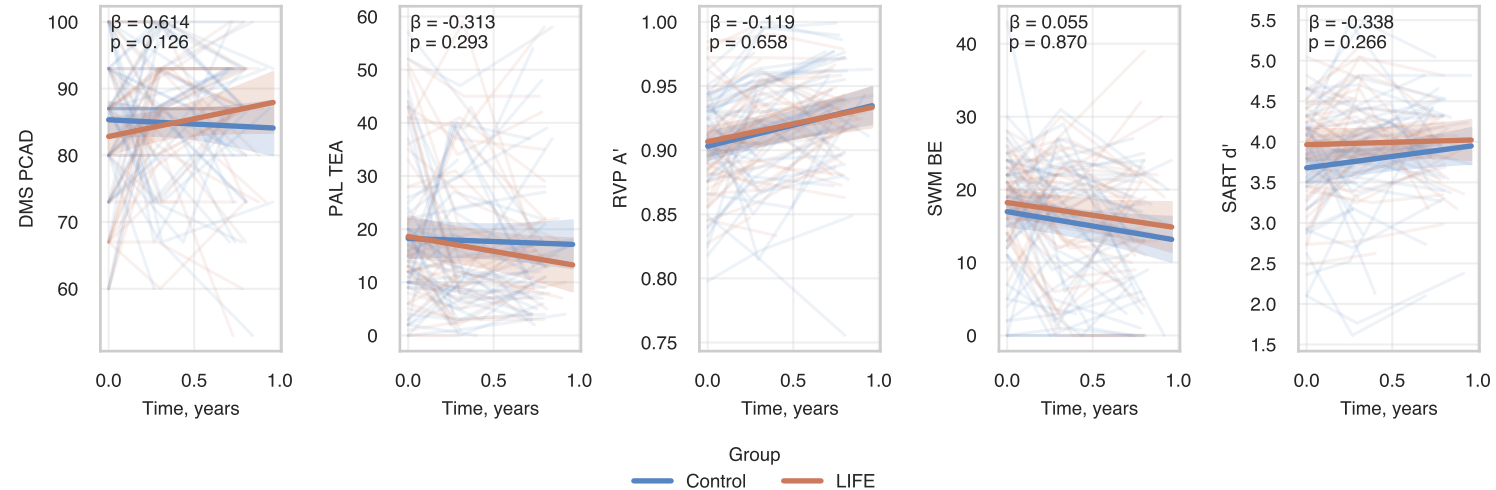 β = 0.614
p = 0.126
DMS PCAD
100
90
80
70
60
0.0 0.5 1.0
Time, years
β = -0.313
p = 0.293
PAL TEA
60
50
40
30
20
10
0
0.0 0.5 1.0
Time, years
β = -0.119
p = 0.658
RVP A'
1.00
0.95
0.90
0.85
0.80
0.75
0.0 0.5 1.0
Time, years
β = 0.055
p = 0.870
SWM BE
40
30
20
10
0
0.0 0.5 1.0
Time, years
β = -0.338
p = 0.266
SART d'
5.5
5.0
4.5
4.0
3.5
3.0
2.5
2.0
1.5
0.0 0.5 1.0
Time, years
Group
Control LIFE